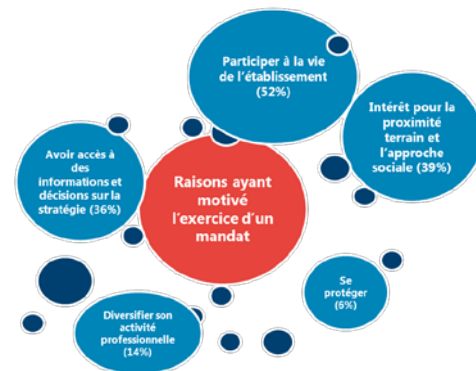 Participer à la vie
de l'établissement
(52%)
Intérêt pour la
proximité
terrain et
l'approche
sociale (39%)
Avoir accès à
des
informations et
décisions sur la
stratégie (36%)
Raisons ayant
motivé
l'exercice d'un
mandat
Se
protéger
(6%)
Diversifier son
activité
professionnelle
(14%)